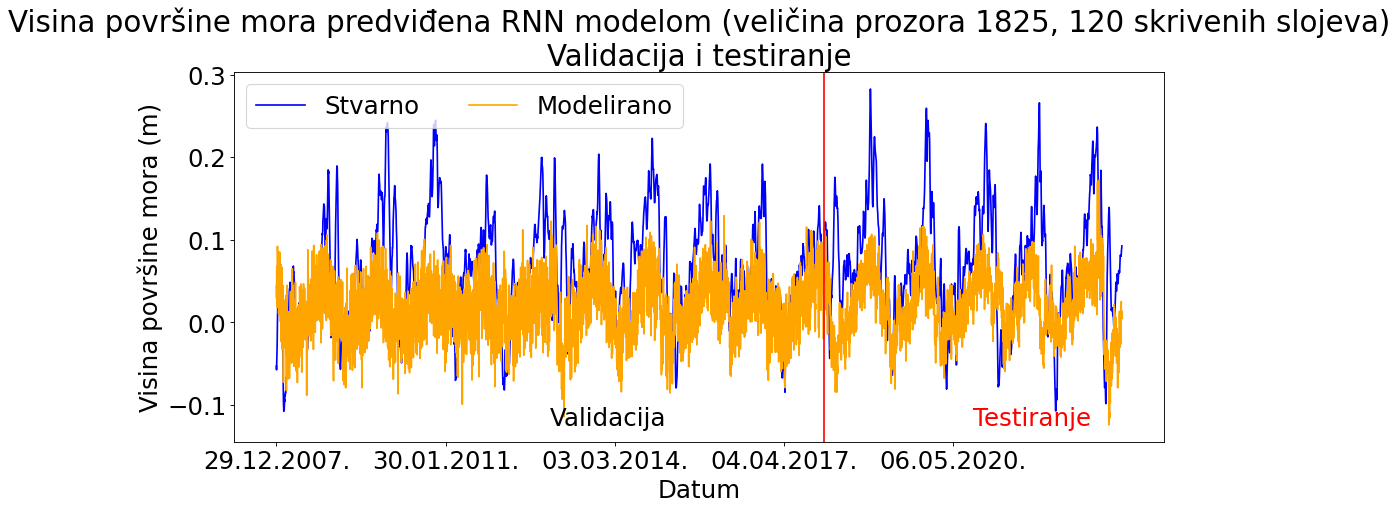 Visina površine mora predviđena RNN modelom (veličina prozora 1825, 120 skrivenih slojeva)
Validacija i testiranje
Visina površine mora (m)
0.3
0.2
0.1
0.0
−0.1
Stvarno
Modelirano
Validacija
Testiranje
29.12.2007.
30.01.2011.
03.03.2014.
04.04.2017.
06.05.2020.
Datum